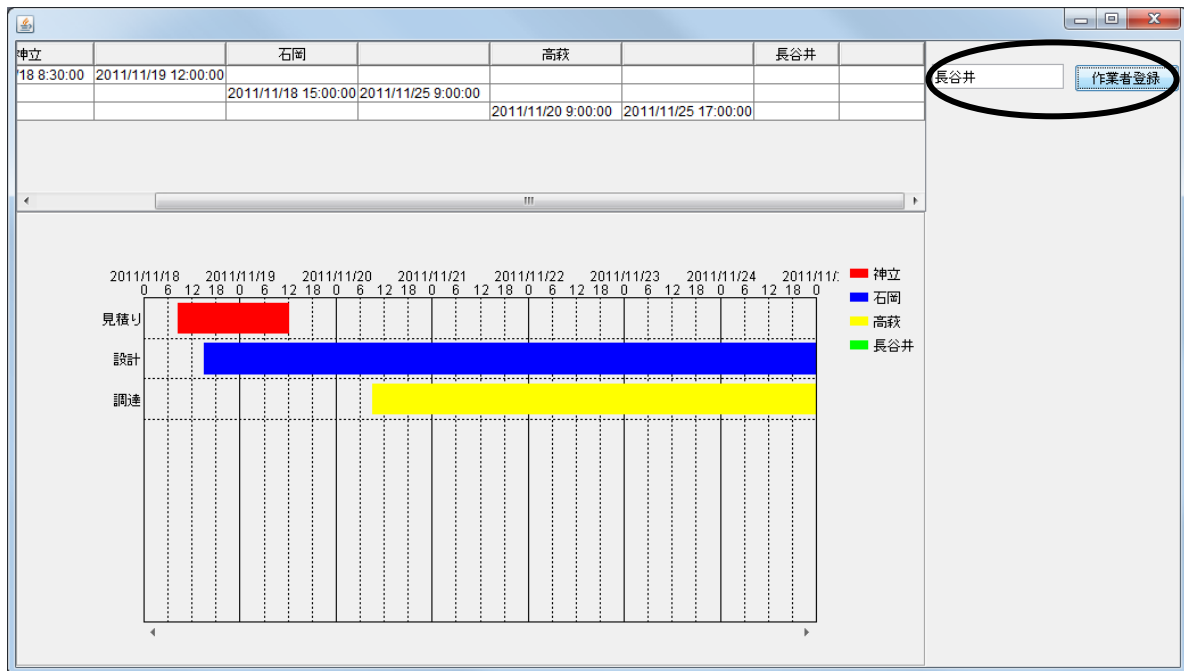 神立 石岡 高萩 長谷井
/18 8:30:00 2011/11/19 12:00:00
2011/11/18 15:00:00 2011/11/25 9:00:00
2011/11/20 9:00:00 2011/11/25 17:00:00
長谷井 作業者登録
2011/11/18 2011/11/19 2011/11/20 2011/11/21 2011/11/22 2011/11/23 2011/11/24 2011/11/
0 6 12 18 0 6 12 18 0 6 12 18 0 6 12 18 0 6 12 18 0 6 12 18 0 6 12 18 0
見積り
設計
調達
神立
石岡
高萩
長谷井